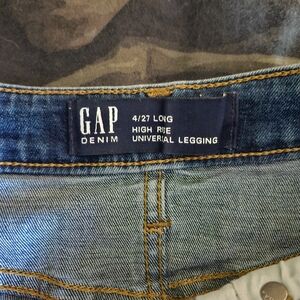 GAP
DENIM
4/27 LONG
HIGH RISE
UNIVERSAL LEGGING